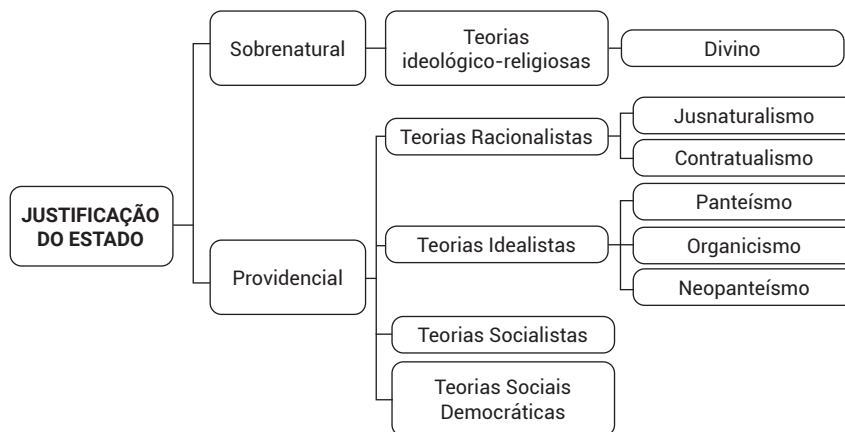 JUSTIFICAÇÃO
DO ESTADO
Sobrenatural
Teorias
ideológico-religiosas
Divino
Providencial
Teorias Racionalistas
Jusnaturalismo
Contratualismo
Teorias Idealistas
Panteísmo
Organicismo
Neopanteísmo
Teorias Socialistas
Teorias Sociais
Democráticas